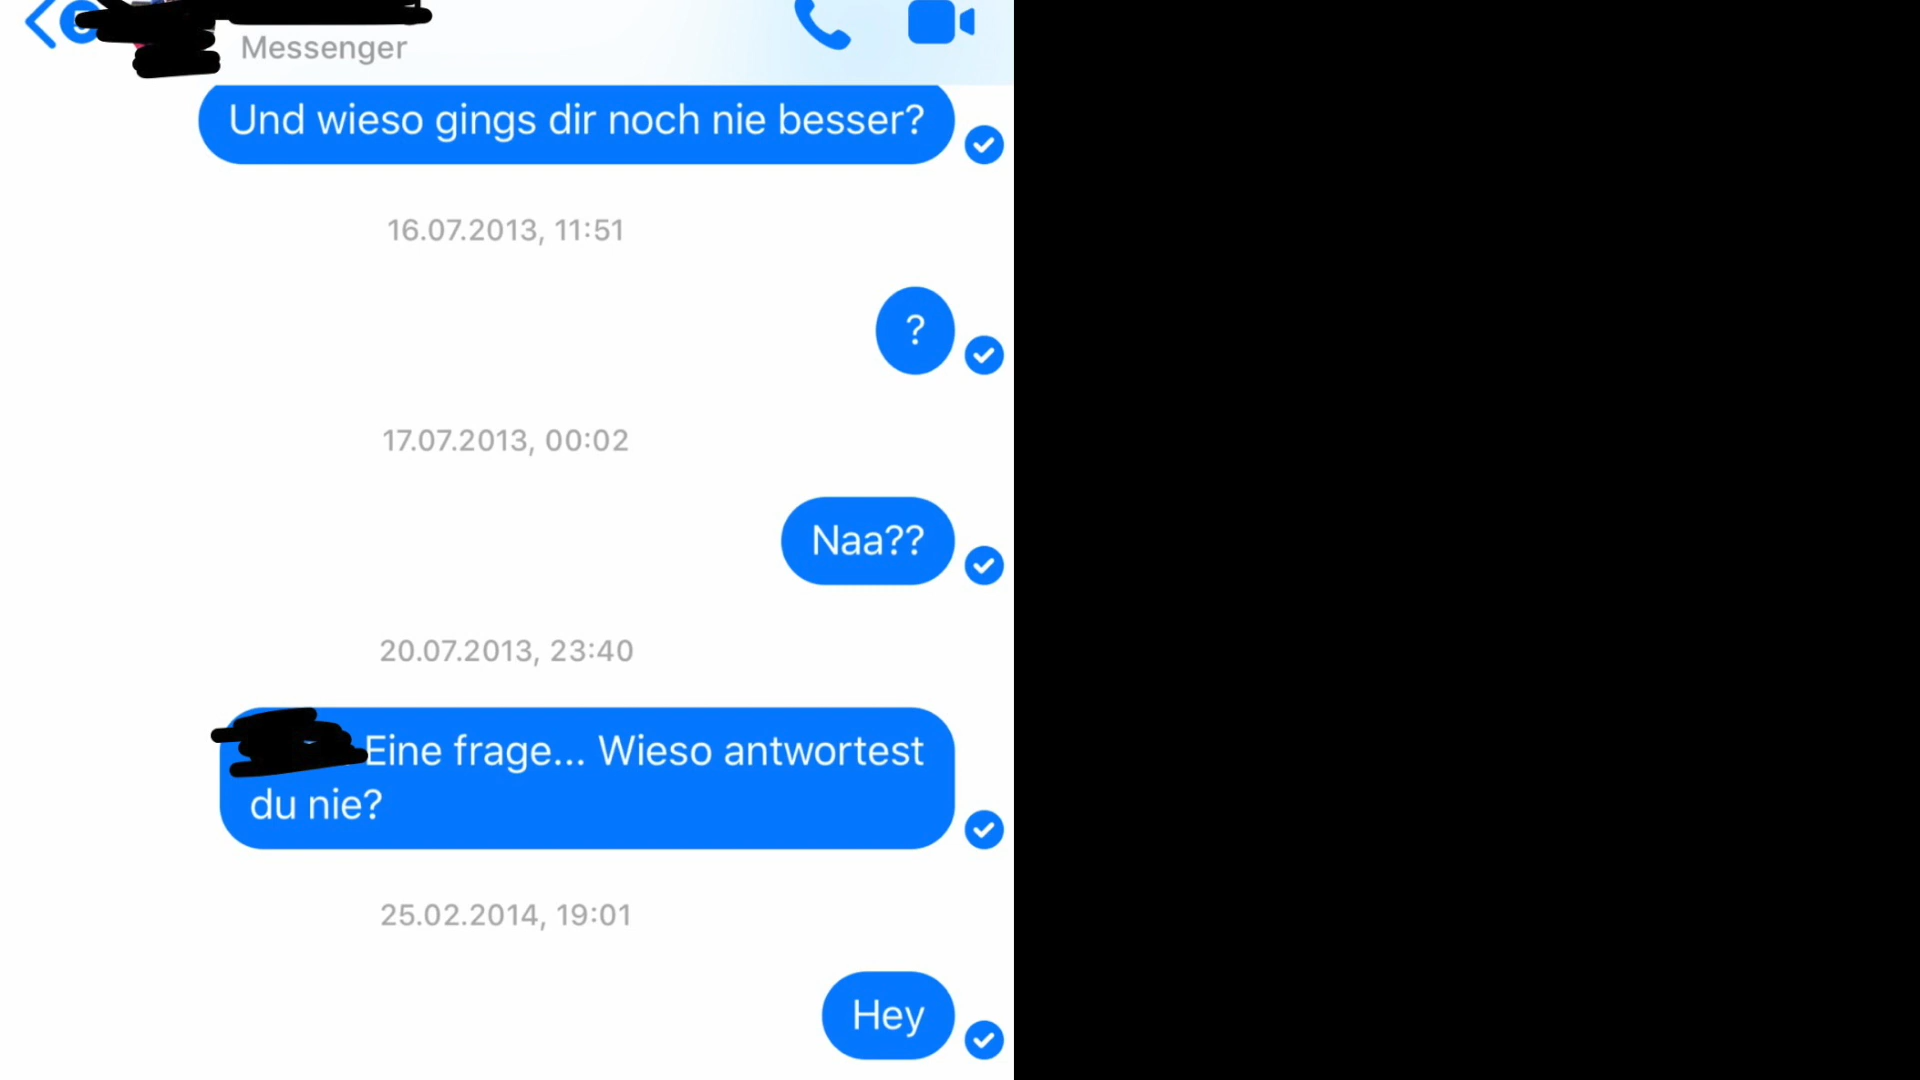 Messenger
Und wieso gings dir noch nie besser?
16.07.2013, 11:51
?
17.07.2013, 00:02
Naa??
20.07.2013, 23:40
Eine frage... Wieso antwortest
du nie?
25.02.2014, 19:01
Hey